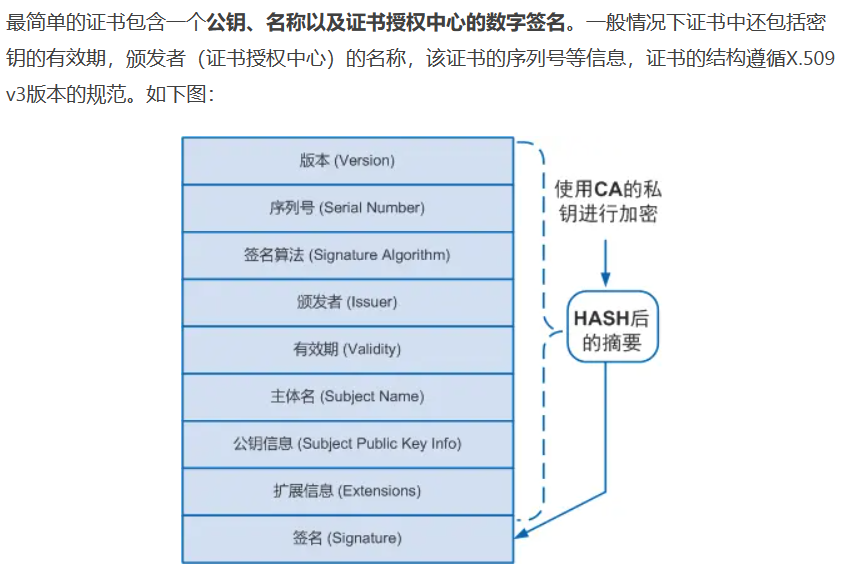 最简单的证书包含一个公钥、名称以及证书授权中心的数字签名。一般情况下证书中还包括密
钥的有效期，颁发者（证书授权中心）的名称，该证书的序列号等信息，证书的结构遵循X.509
v3版本的规范。如下图：
版本 (Version)
序列号 (Serial Number)
签名算法 (Signature Algorithm)
颁发者 (Issuer)
有效期 (Validity)
主体名 (Subject Name)
公钥信息 (Subject Public Key Info)
扩展信息 (Extensions)
签名 (Signature)
使用CA的私
钥进行加密
HASH后
的摘要